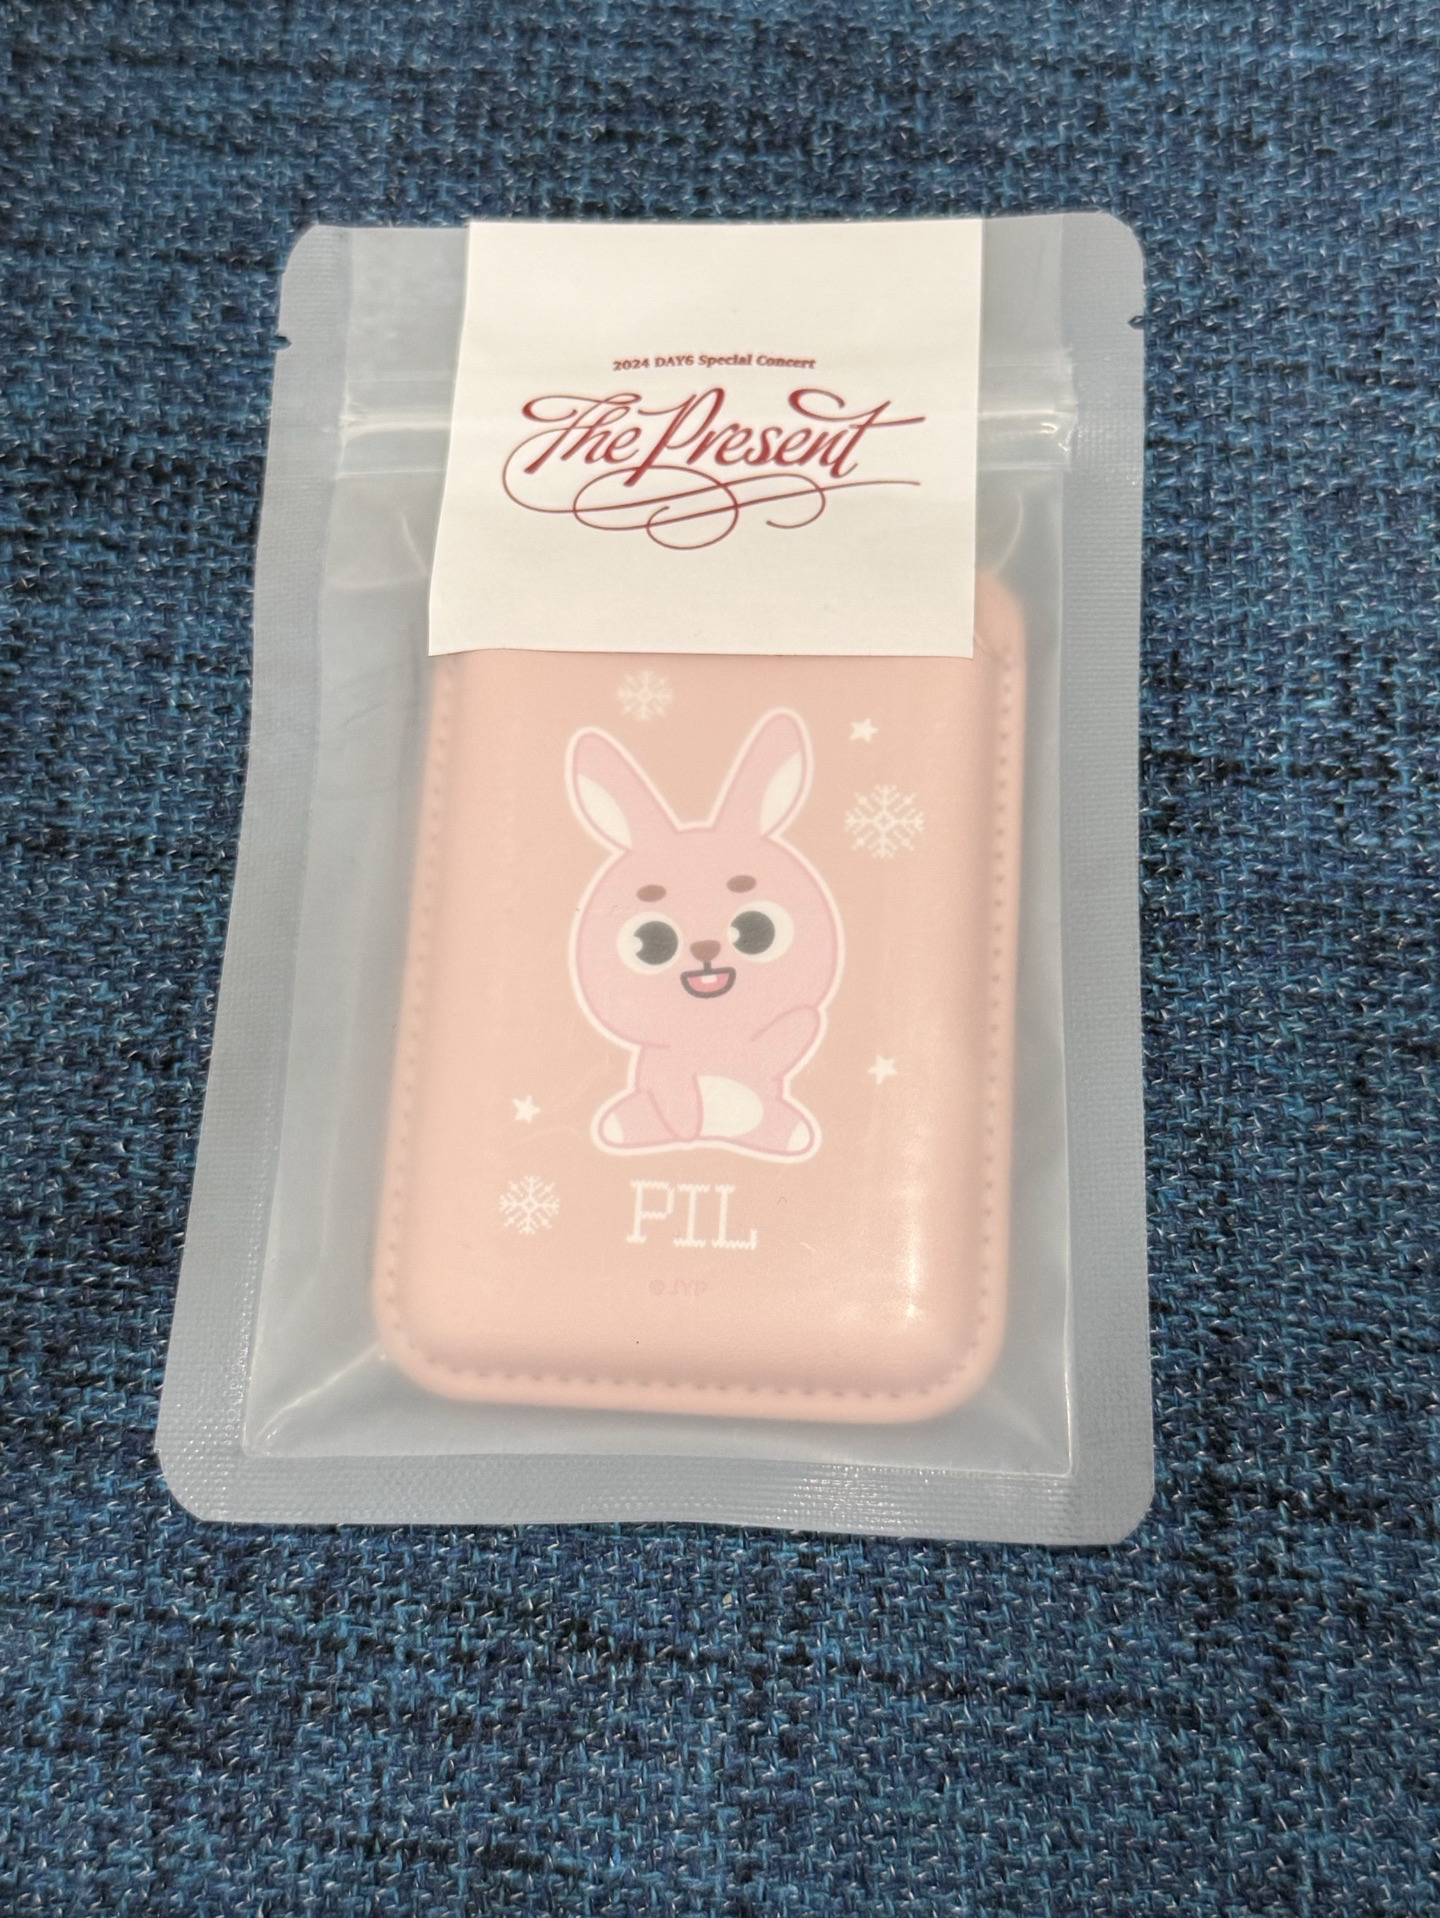 2024 DAY6 Special Concert
The Present
PIL
© JYP